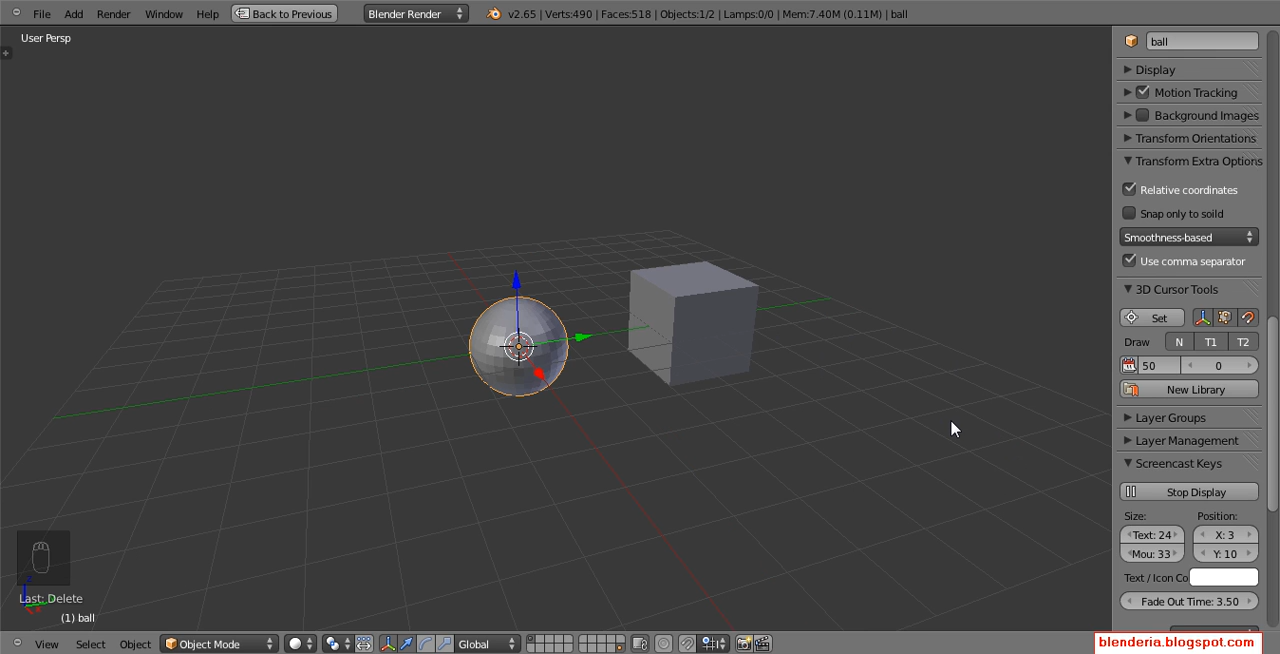 File Add Render Window Help Back to Previous Blender Render v2.65 | Verts:490 | Faces:518 | Objects:1/2 | Lamps:0/0 | Mem:7.40M (0.11M) | ball
User Persp
ball
Display
Motion Tracking
Background Images
Transform Orientations
Transform Extra Options
Relative coordinates
Snap only to soild
Smoothness-based
Use comma separator
3D Cursor Tools
Set
Draw N T1 T2
50 0
New Library
Layer Groups
Layer Management
Screencast Keys
Stop Display
Size: Position:
Text: 24 X: 3
Mou: 33 Y: 10
Text / Icon Co
Fade Out Time: 3.50
Last: Delete
(1) ball
View Select Object Object Mode Global
blenderia.blogspot.com